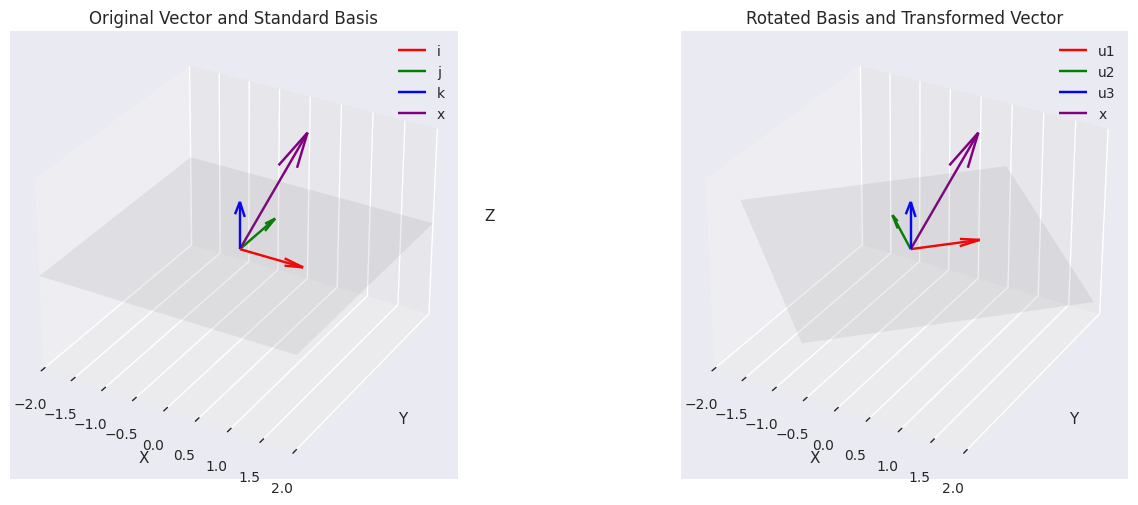 Original Vector and Standard Basis
i
j
k
x
Z
Y
X
−2.0
−1.5
−1.0
−0.5
0.0
0.5
1.0
1.5
2.0
Rotated Basis and Transformed Vector
u1
u2
u3
x
Y
X
−2.0
−1.5
−1.0
−0.5
0.0
0.5
1.0
1.5
2.0